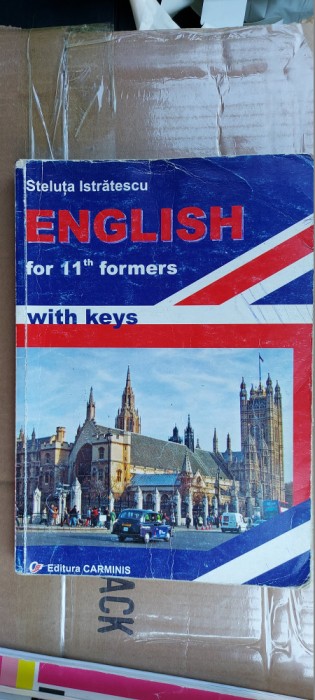 Steluța Istrătescu
ENGLISH
for 11th formers
with keys
Editura CARMINIS
ACK